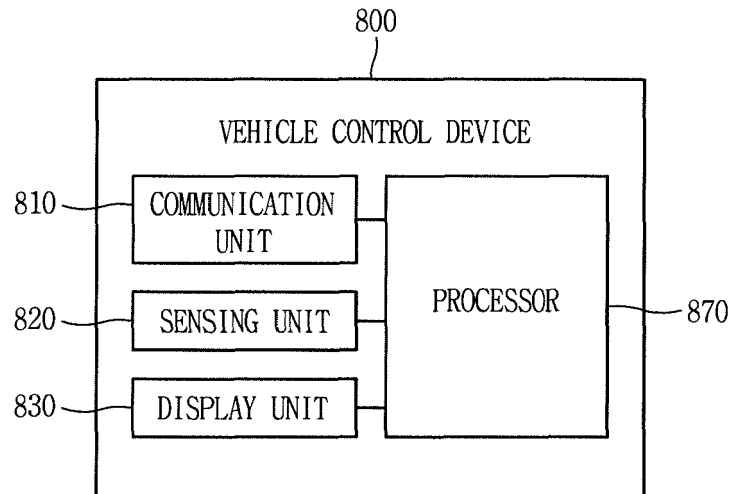 800
VEHICLE CONTROL DEVICE
810
COMMUNICATION
UNIT
820
SENSING UNIT
830
DISPLAY UNIT
PROCESSOR
870